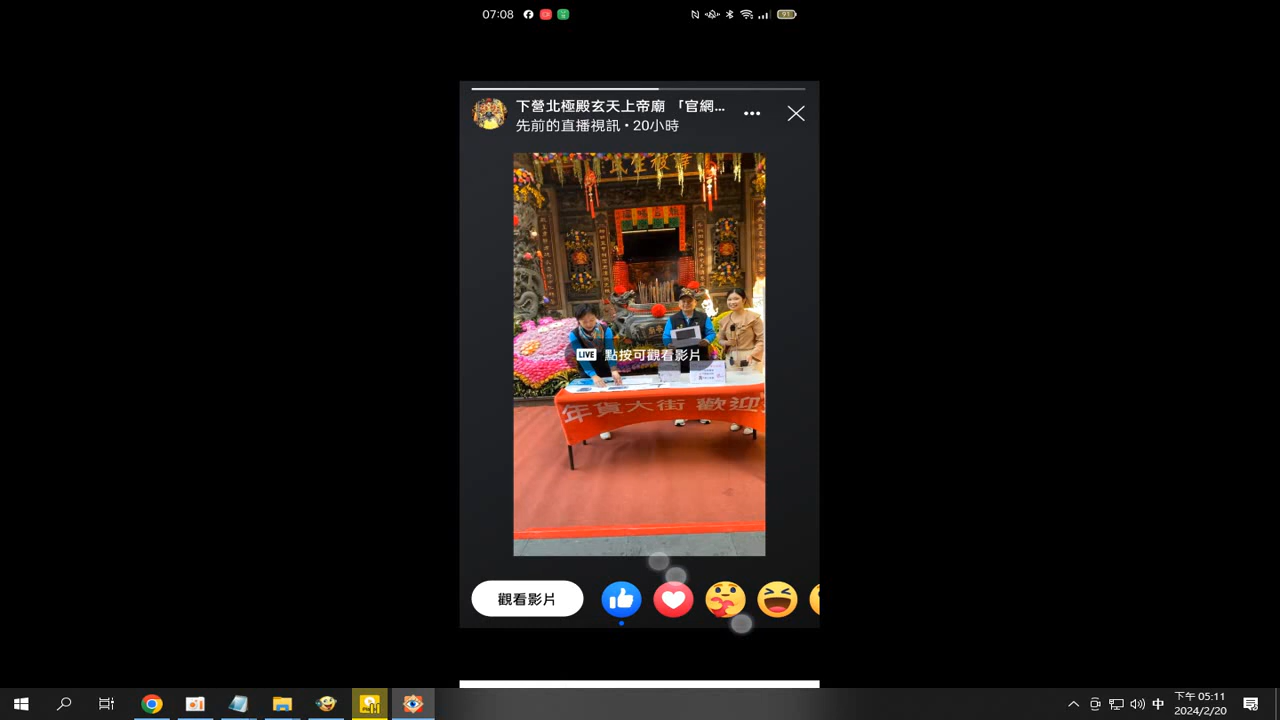 07:08
91
下營北極殿玄天上帝廟 「官網...
先前的直播視訊・20小時
LIVE 點按可觀看影片
年貨大街 歡迎
觀看影片
中
下午 05:11
2024/2/20